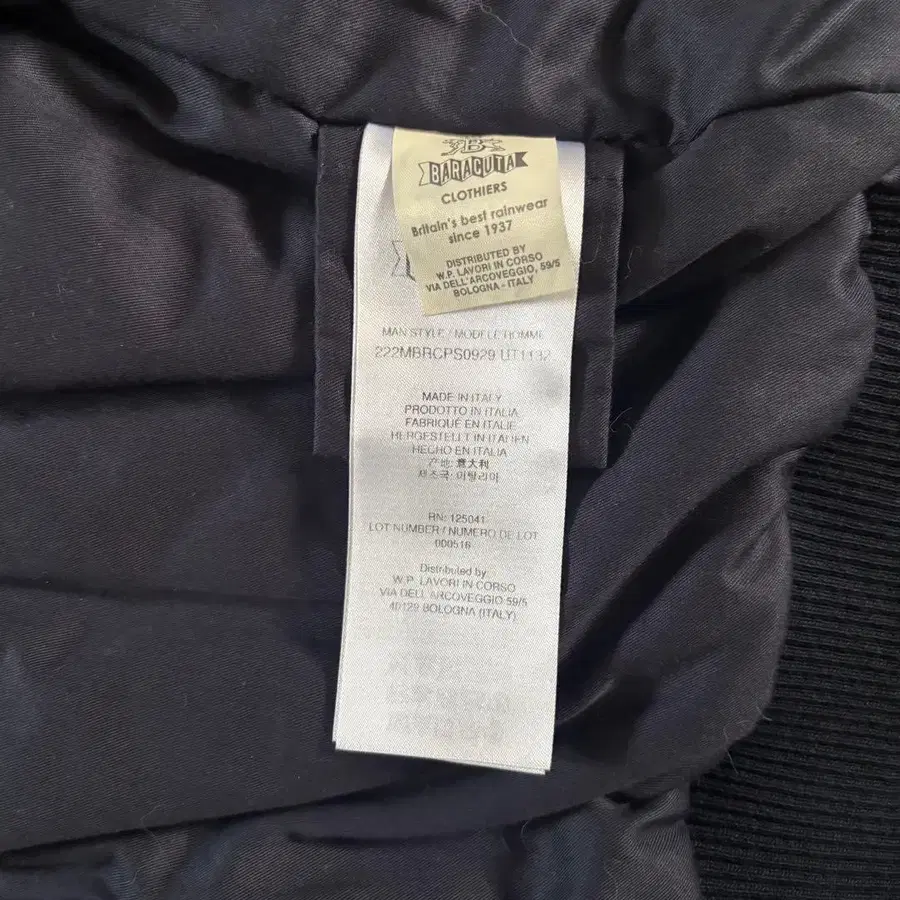 B
BARACUTA
CLOTHIERS
Britain's best rainwear
since 1937
DISTRIBUTED BY
W.P. LAVORI IN CORSO
VIA DELL'ARCOVEGGIO, 59/5
BOLOGNA - ITALY
MAN STYLE / MODELE HOMME
222MBRCPS0929 UT1132
MADE IN ITALY
PRODOTTO IN ITALIA
FABRIQUÉ EN ITALIE
HERGESTELLT IN ITALIEN
HECHO EN ITALIA
产地: 意大利
제조국: 이탈리아
RN: 125041
LOT NUMBER / NUMERO DE LOT
000516
Distributed by
W.P. LAVORI IN CORSO
VIA DELL'ARCOVEGGIO 59/5
40129 BOLOGNA (ITALY)